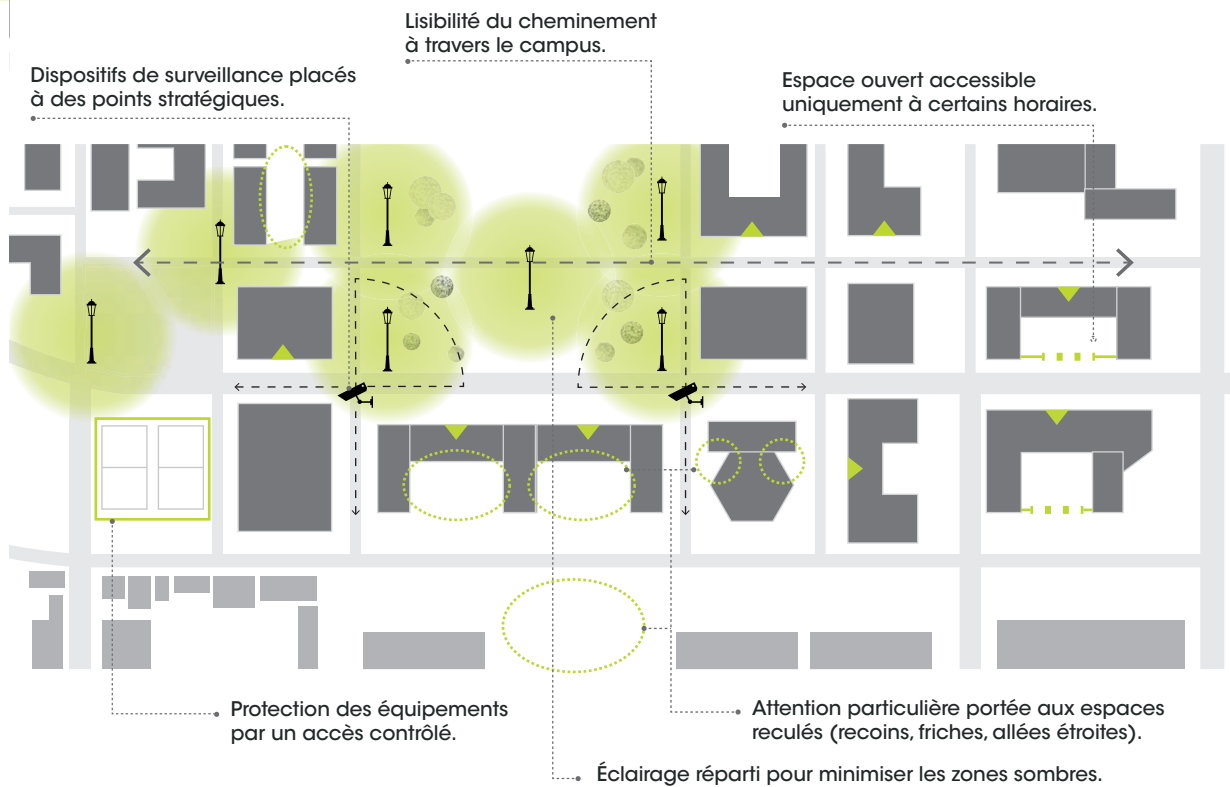 Lisibilité du cheminement
à travers le campus.
Dispositifs de surveillance placés
à des points stratégiques.
Espace ouvert accessible
uniquement à certains horaires.
Protection des équipements
par un accès contrôlé.
Attention particulière portée aux espaces
reculés (recoins, friches, allées étroites).
Éclairage réparti pour minimiser les zones sombres.